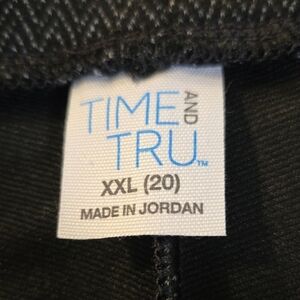 TIME AND
TRU™
XXL (20)
MADE IN JORDAN